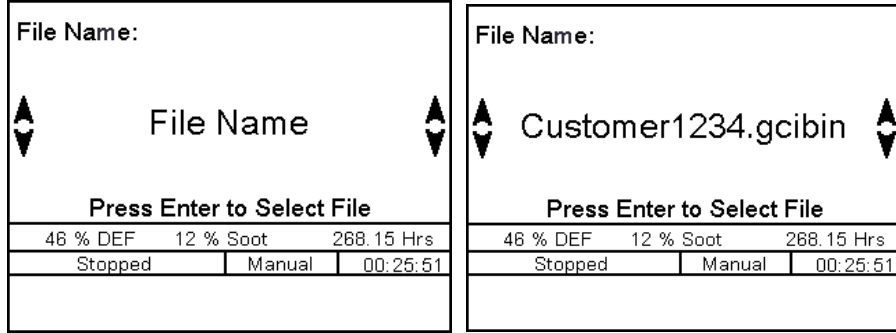 File Name:
File Name
Press Enter to Select File
46 % DEF 12 % Soot 268.15 Hrs
Stopped Manual 00:25:51
File Name:
Customer1234.gcibin
Press Enter to Select File
46 % DEF 12 % Soot 268.15 Hrs
Stopped Manual 00:25:51